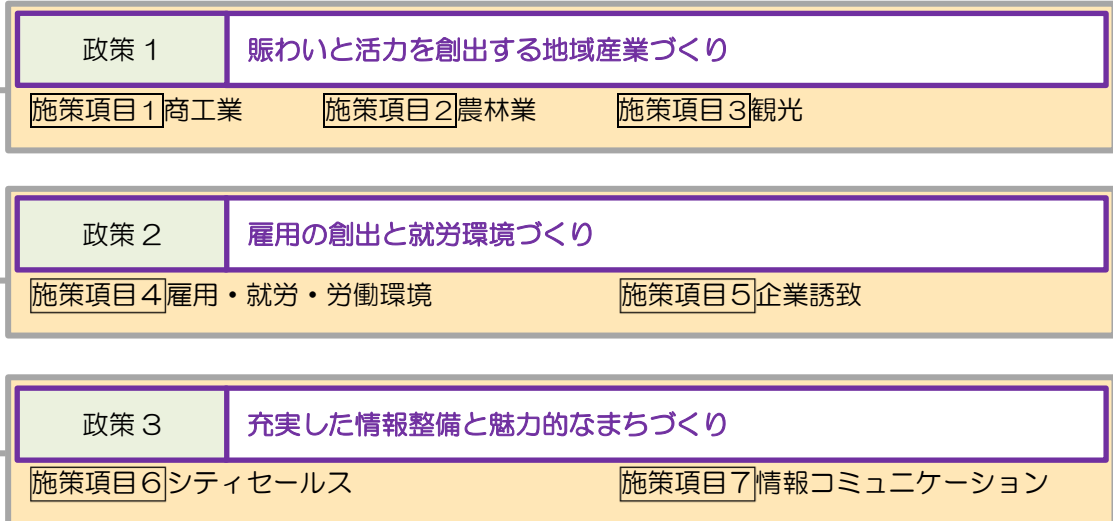 政策1 賑わいと活力を創出する地域産業づくり
施策項目1商工業 施策項目2農林業 施策項目3観光
政策2 雇用の創出と就労環境づくり
施策項目4雇用・就労・労働環境 施策項目5企業誘致
政策3 充実した情報整備と魅力的なまちづくり
施策項目6シティセールス 施策項目7情報コミュニケーション